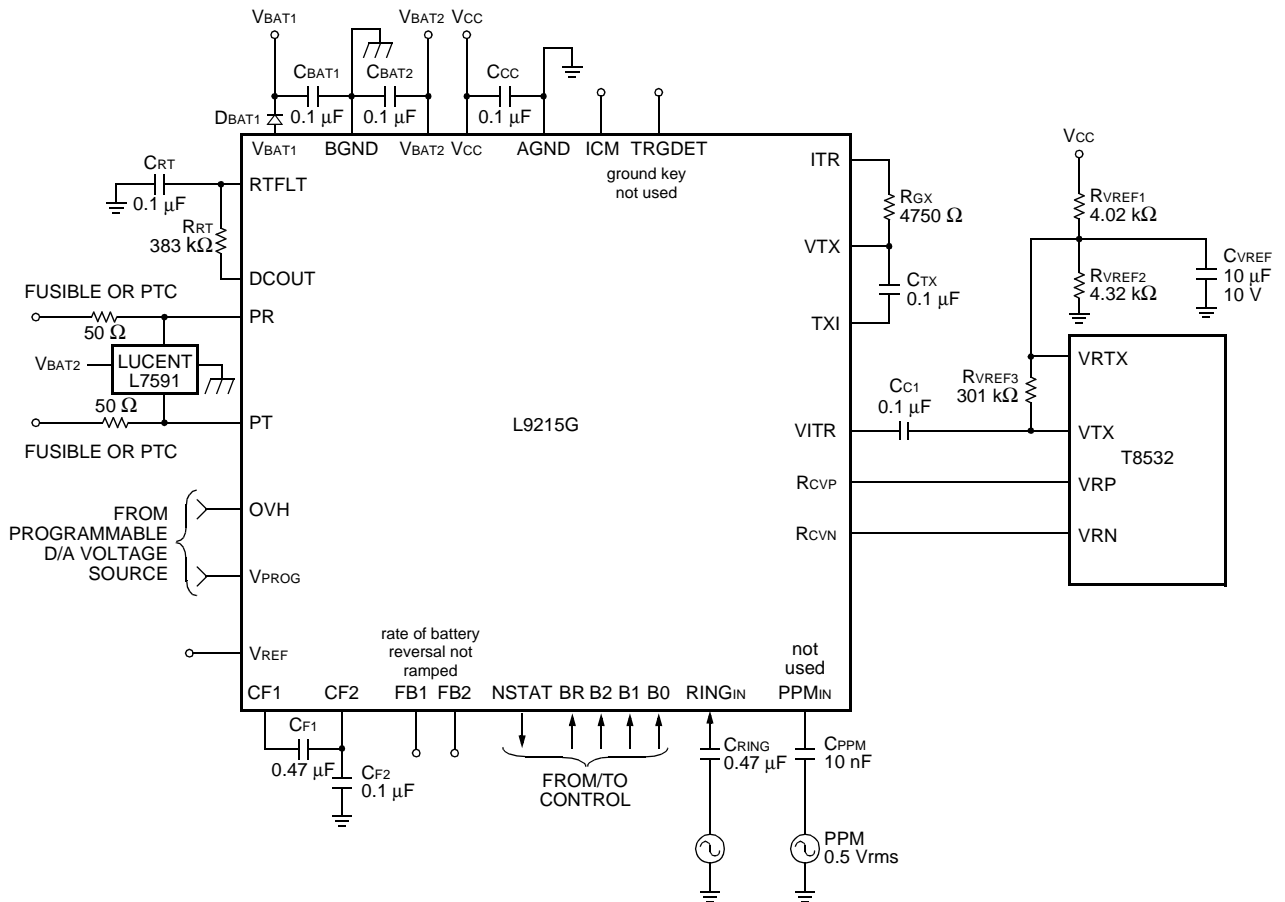 VBAT1
VBAT2
VCC
CBAT1
0.1 µF
CBAT2
0.1 µF
CCC
0.1 µF
DBAT1
VBAT1
BGND
VBAT2
VCC
AGND
ICM
TRGDET
ground key
not used
CRT
0.1 µF
RTFLT
RRT
383 kΩ
DCOUT
FUSIBLE OR PTC
50 Ω
PR
VBAT2
LUCENT
L7591
50 Ω
PT
FUSIBLE OR PTC
FROM
PROGRAMMABLE
D/A VOLTAGE
SOURCE
OVH
VPROG
VREF
L9215G
ITR
RGX
4750 Ω
VTX
CTX
0.1 µF
TXI
VCC
RVREF1
4.02 kΩ
RVREF2
4.32 kΩ
CVREF
10 µF
10 V
VRTX
RVREF3
301 kΩ
CC1
0.1 µF
VITR
VTX
T8532
RCVP
VRP
RCVN
VRN
rate of battery
reversal not
ramped
not
used
CF1
CF2
FB1
FB2
NSTAT
BR
B2
B1
B0
RINGIN
PPMIN
CF1
0.47 µF
CF2
0.1 µF
FROM/TO
CONTROL
CRING
0.47 µF
CPPM
10 nF
PPM
0.5 Vrms